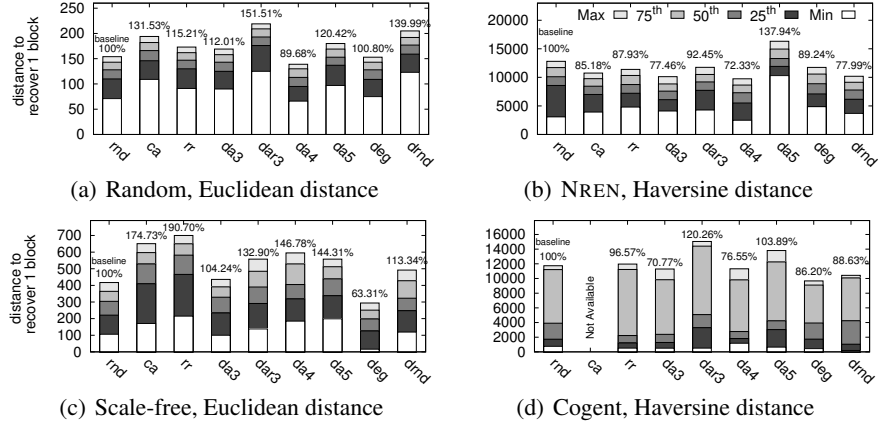 distance to
recover 1 block
250
200
150
100
50
0
baseline
100%
131.53%
115.21%
112.01%
151.51%
89.68%
120.42%
100.80%
139.99%
rnd
ca
rr
da3
dar3
da4
da5
deg
drnd
(a) Random, Euclidean distance
Max 75th 50th 25th Min
20000
15000
10000
5000
0
baseline
100%
85.18%
87.93%
77.46%
92.45%
72.33%
137.94%
89.24%
77.99%
rnd
ca
rr
da3
dar3
da4
da5
deg
drnd
(b) NREN, Haversine distance
distance to
recover 1 block
700
600
500
400
300
200
100
0
baseline
100%
174.73%
190.70%
104.24%
132.90%
146.78%
144.31%
63.31%
113.34%
rnd
ca
rr
da3
dar3
da4
da5
deg
drnd
(c) Scale-free, Euclidean distance
16000
14000
12000
10000
8000
6000
4000
2000
0
baseline
100%
Not Available
96.57%
70.77%
120.26%
76.55%
103.89%
86.20%
88.63%
rnd
ca
rr
da3
dar3
da4
da5
deg
drnd
(d) Cogent, Haversine distance